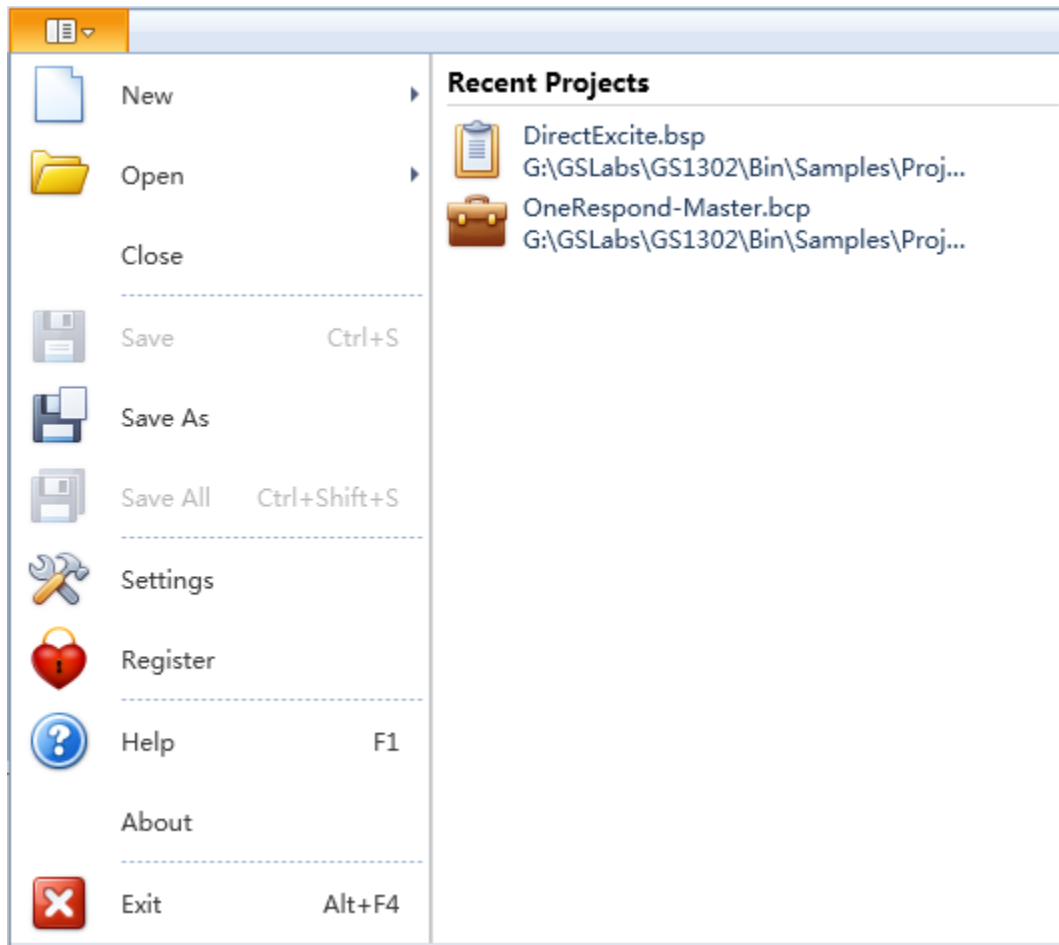 New
Open
Close
Save Ctrl+S
Save As
Save All Ctrl+Shift+S
Settings
Register
Help F1
About
Exit Alt+F4
Recent Projects
DirectExcite.bsp
G:\GSLabs\GS1302\Bin\Samples\Proj...
OneRespond-Master.bcp
G:\GSLabs\GS1302\Bin\Samples\Proj...